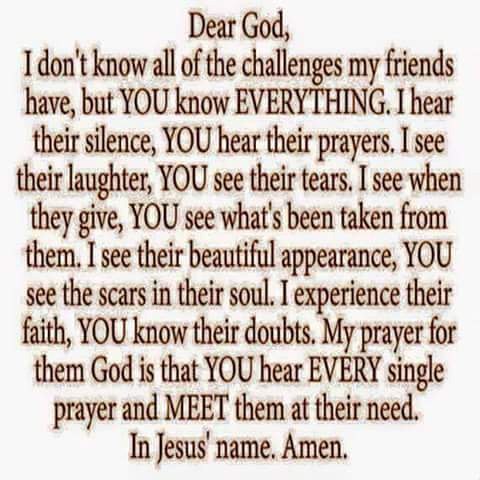 Dear God,
I don't know all of the challenges my friends
have, but YOU know EVERYTHING. I hear
their silence, YOU hear their prayers. I see
their laughter, YOU see their tears. I see when
they give, YOU see what's been taken from
them. I see their beautiful appearance, YOU
see the scars in their soul. I experience their
faith, YOU know their doubts. My prayer for
them God is that YOU hear EVERY single
prayer and MEET them at their need.
In Jesus' name. Amen.